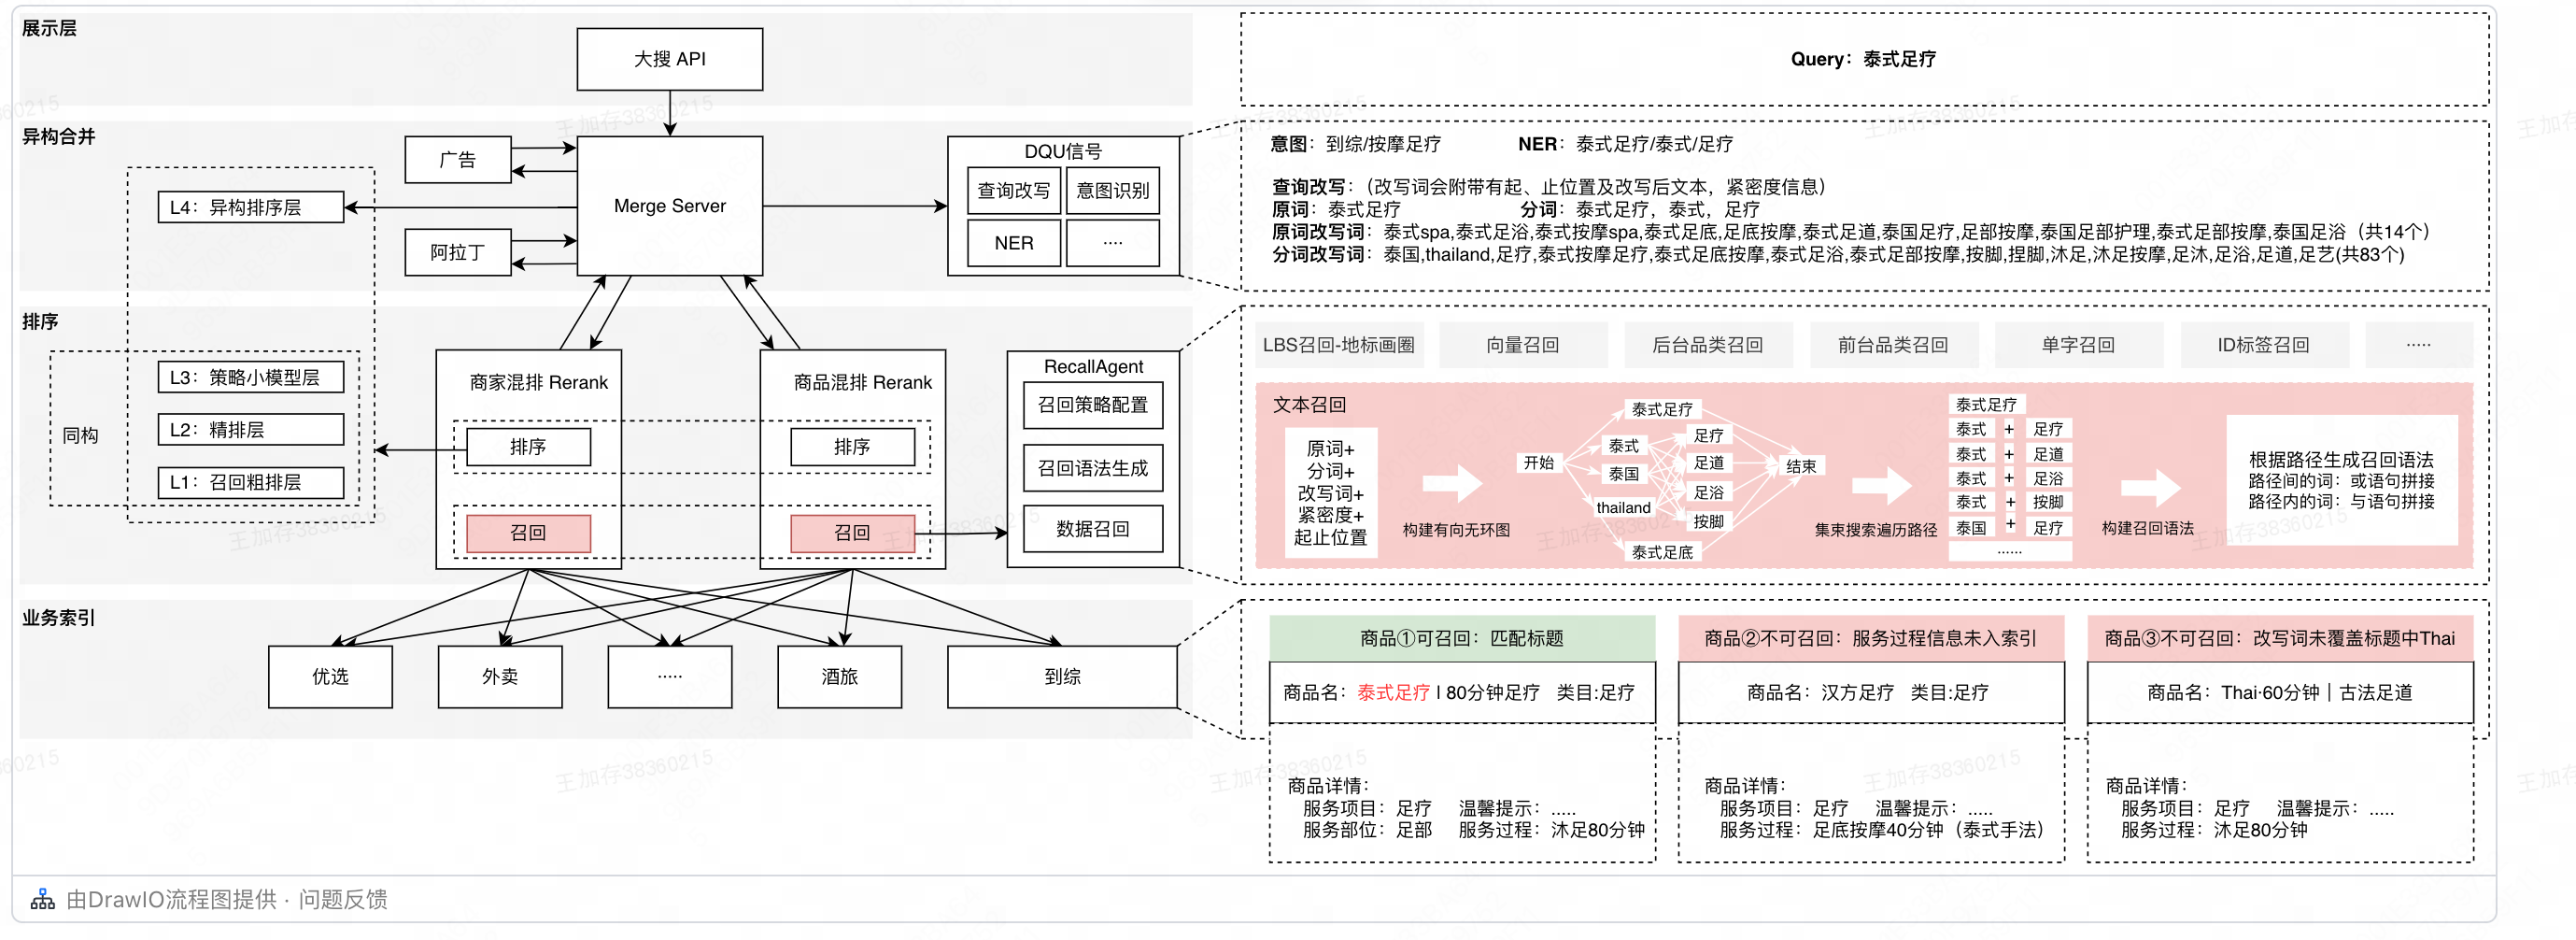 展示层
大搜 API
Query：泰式足疗
异构合并
广告
L4：异构排序层
阿拉丁
Merge Server
DQU信号
查询改写
意图识别
NER
....
意图：到综/按摩足疗
NER：泰式足疗/泰式/足疗
查询改写：（改写词会附带有起、止位置及改写后文本，紧密度信息）
原词：泰式足疗
分词：泰式足疗，泰式，足疗
原词改写词：泰式spa,泰式足浴,泰式按摩spa,泰式足底,足底按摩,泰式足道,泰国足疗,足部按摩,泰国足部护理,泰式足部按摩,泰国足浴（共14个）
分词改写词：泰国,thailand,足疗,泰式按摩足疗,泰式足底按摩,泰式足浴,泰式足部按摩,按脚,捏脚,沐足,沐足按摩,足沐,足浴,足道,足艺(共83个)
排序
同构
L3：策略小模型层
L2：精排层
L1：召回粗排层
商家混排 Rerank
排序
召回
商品混排 Rerank
排序
召回
RecallAgent
召回策略配置
召回语法生成
数据召回
LBS召回-地标画圈
向量召回
后台品类召回
前台品类召回
单字召回
ID标签召回
.....
文本召回
原词+
分词+
改写词+
紧密度+
起止位置
构建有向无环图
开始
泰式足疗
泰式
泰国
thailand
泰式足底
足疗
足道
足浴
按脚
结束
集束搜索遍历路径
泰式足疗
泰式 + 足疗
泰式 + 足道
泰式 + 足浴
泰式 + 按脚
泰国 + 足疗
......
构建召回语法
根据路径生成召回语法
路径间的词：或语句拼接
路径内的词：与语句拼接
业务索引
优选
外卖
.....
酒旅
到综
商品①可召回：匹配标题
商品名：泰式足疗 | 80分钟足疗 类目:足疗
商品详情：
服务项目：足疗 温馨提示：.....
服务部位：足部 服务过程：沐足80分钟
商品②不可召回：服务过程信息未入索引
商品名：汉方足疗 类目:足疗
商品详情：
服务项目：足疗 温馨提示：.....
服务过程：足底按摩40分钟（泰式手法）
商品③不可召回：改写词未覆盖标题中Thai
商品名：Thai·60分钟｜古法足道
商品详情：
服务项目：足疗 温馨提示：.....
服务过程：沐足80分钟
由DrawIO流程图提供 · 问题反馈
王加存38360215